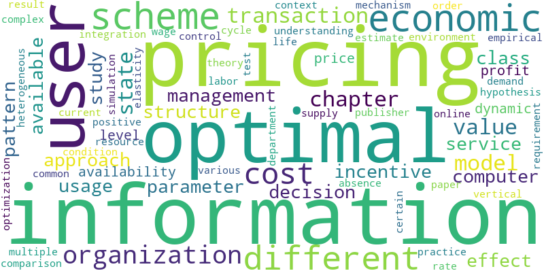 result
context
mechanism
order
complex
scheme
transaction
economic
integration
wage
control
cycle
understanding
estimate
environment
empirical
life
user
pricing
heterogeneous
available
study
simulation
state
elasticity
theory
labor
test
price
class
profit
pattern
current
positive
management
chapter
demand
hypothesis
level
structure
supply
publisher
online
dynamic
resource
optimal
department
value
requirement
condition
approach
various
service
optimization
common
availability
cost
incentive
model
usage
parameter
decision
absence
paper
computer
certain
vertical
information
multiple
organization
different
practice
effect
comparison
rate